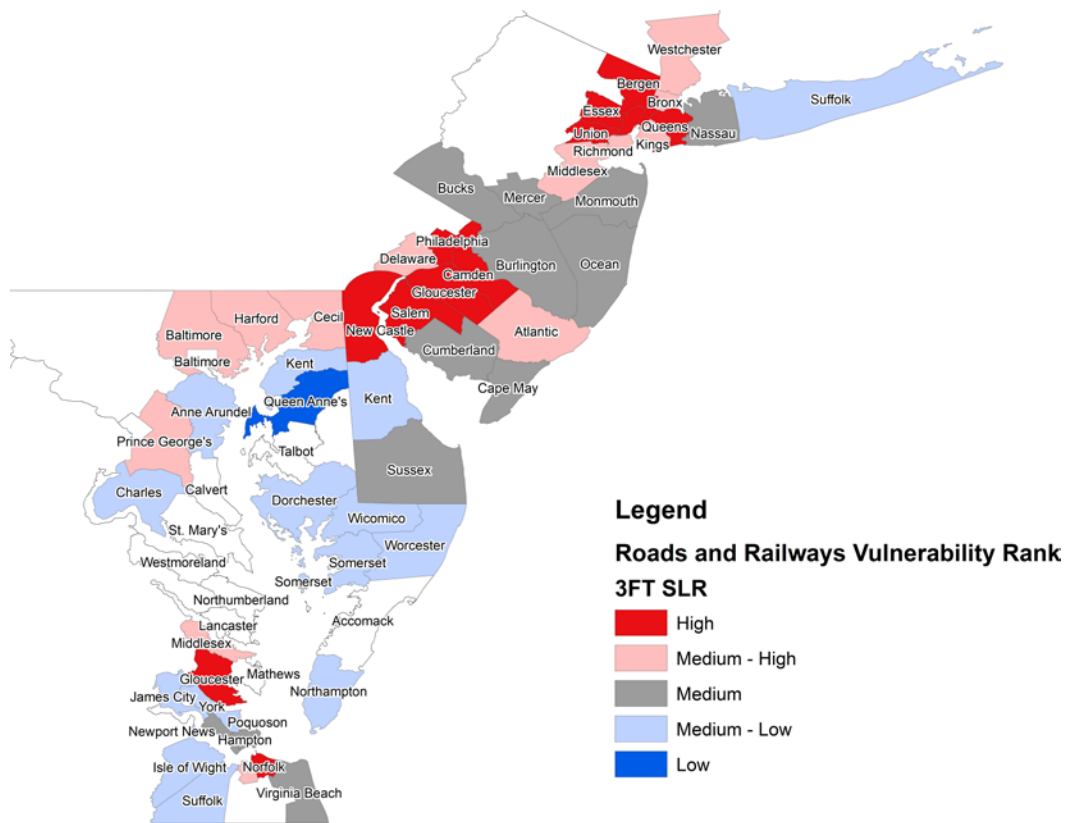 Westchester
Bergen
Suffolk
Bronx
Essex
Queens
Nassau
Union
Kings
Richmond
Middlesex
Bucks
Mercer
Monmouth
Philadelphia
Delaware
Burlington
Ocean
Camden
Gloucester
Salem
Cecil
Harford
New Castle
Atlantic
Baltimore
Cumberland
Baltimore
Kent
Cape May
Kent
Queen Anne's
Anne Arundel
Prince George's
Talbot
Sussex
Charles
Calvert
Dorchester
Wicomico
St. Mary's
Worcester
Westmoreland
Somerset
Somerset
Northumberland
Accomack
Lancaster
Middlesex
Mathews
Gloucester
Northampton
James City
York
Poquoson
Newport News
Hampton
Isle of Wight
Norfolk
Virginia Beach
Suffolk
Legend
Roads and Railways Vulnerability Rank
3FT SLR
High
Medium - High
Medium
Medium - Low
Low